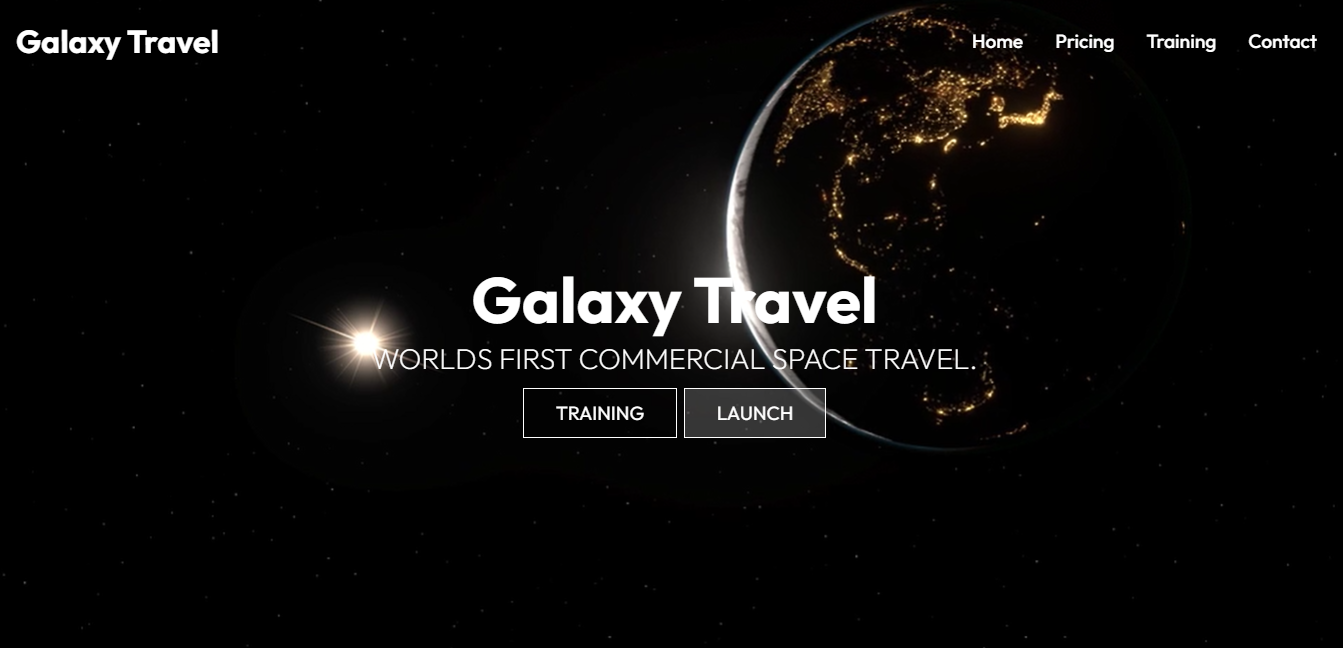 Galaxy Travel
Home Pricing Training Contact
Galaxy Travel
WORLDS FIRST COMMERCIAL SPACE TRAVEL.
TRAINING LAUNCH